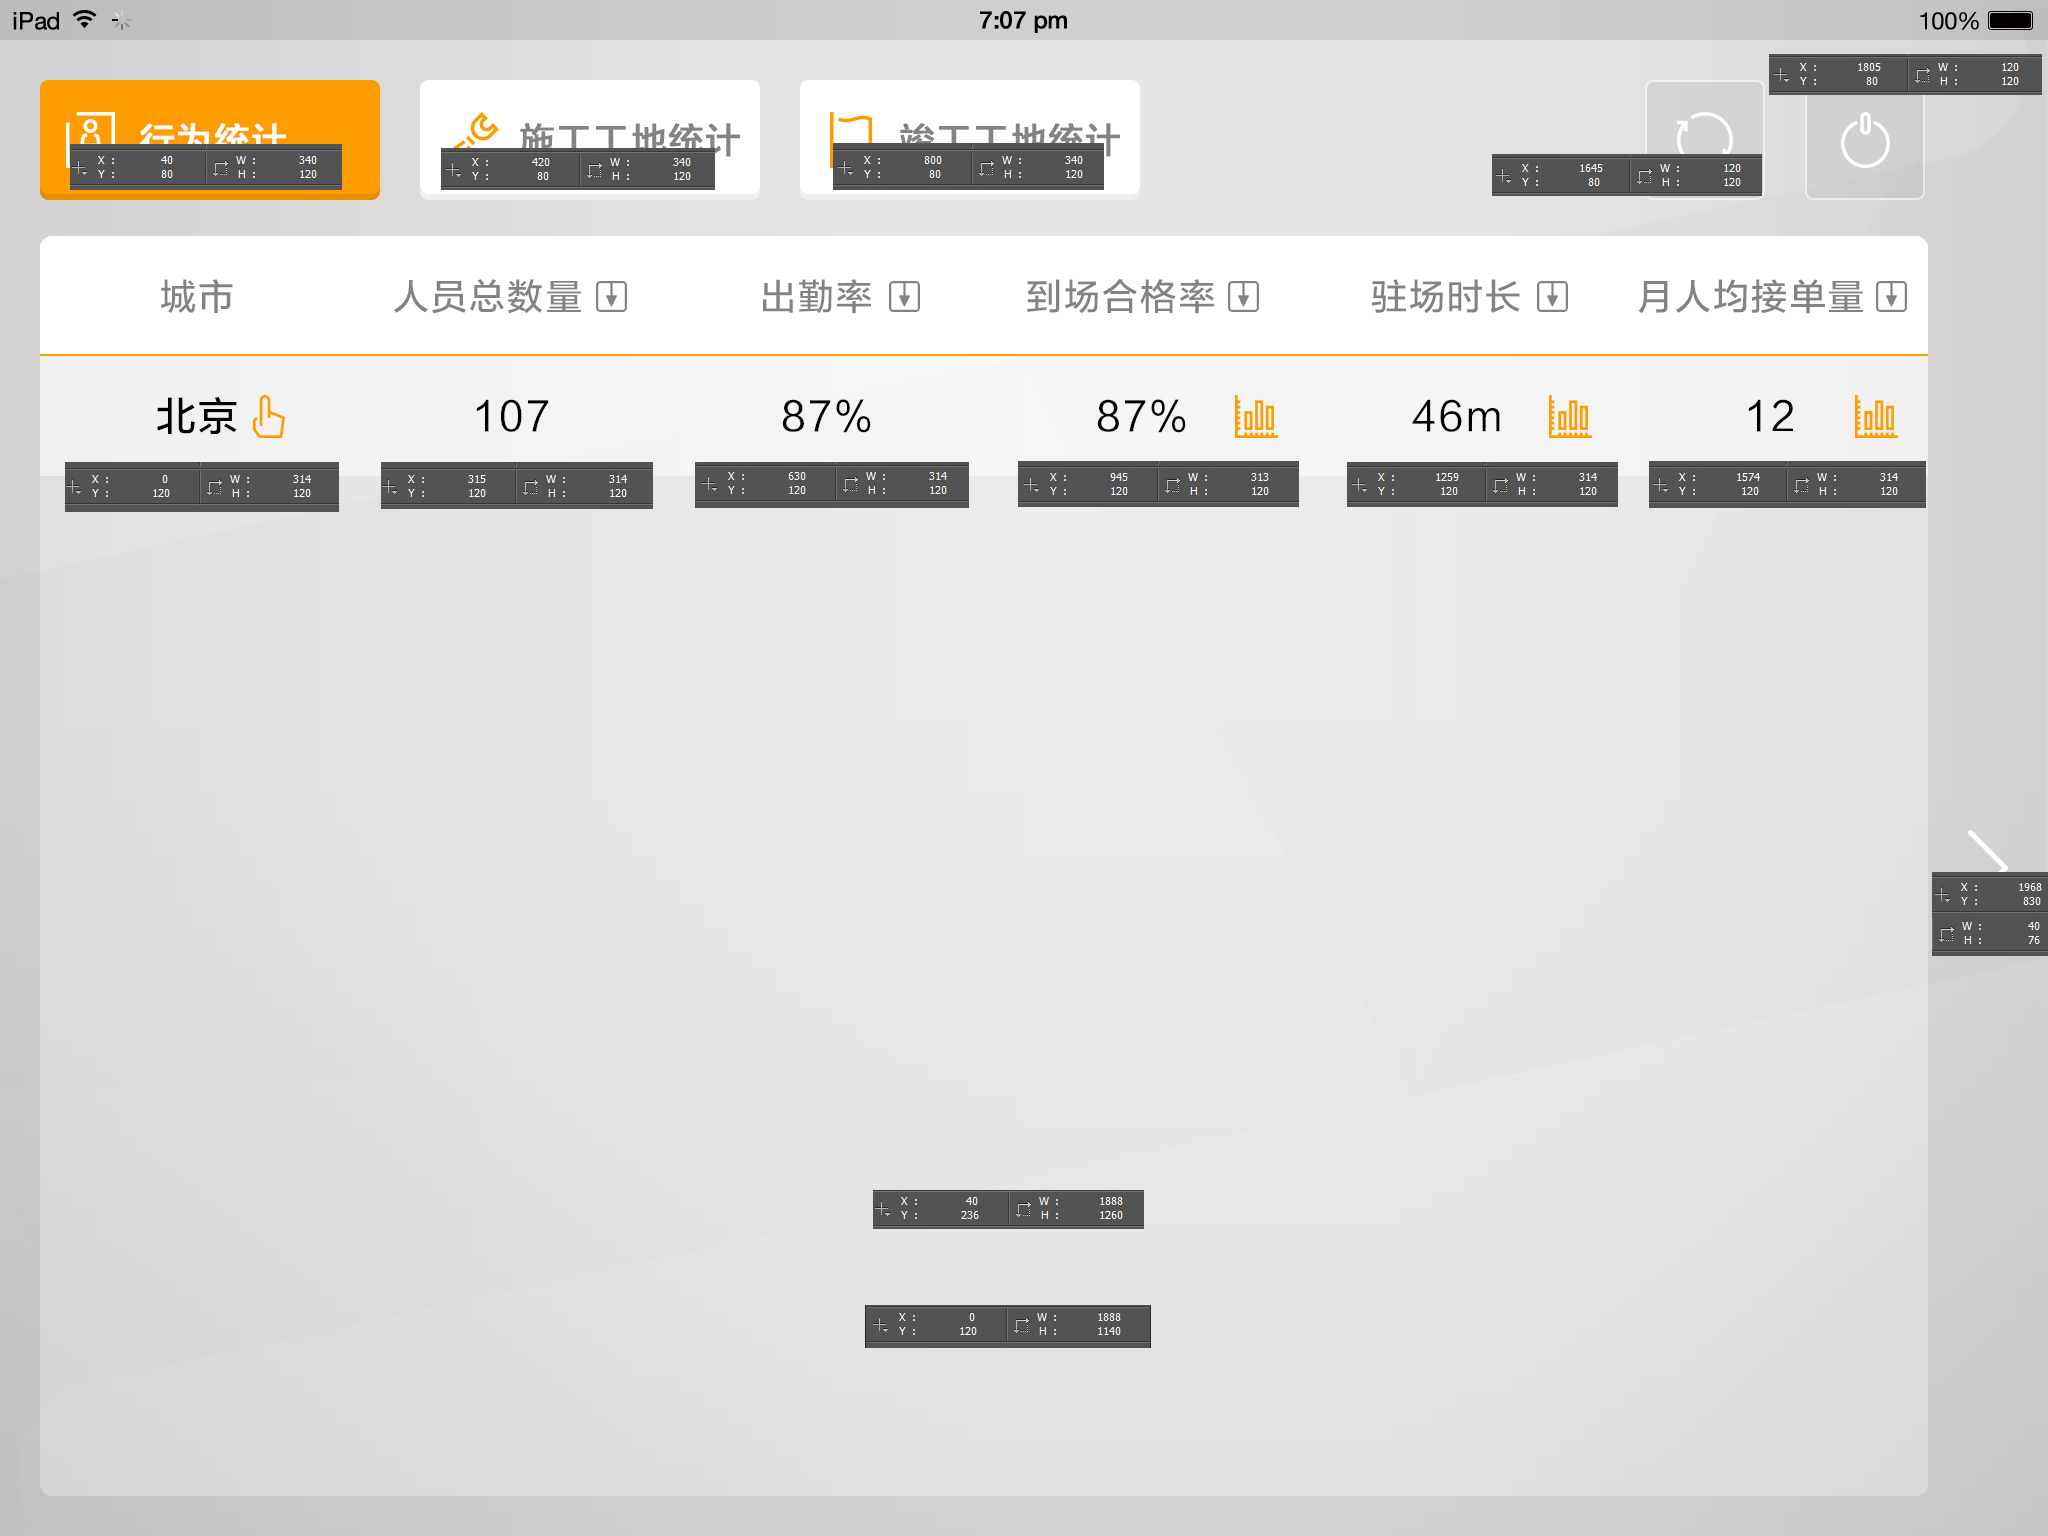 iPad 7:07 pm 100%
X : 1805 W : 120
Y : 80 H : 120
行为统计 施工工地统计 竣工工地统计
X : 40 W : 340
Y : 80 H : 120
X : 420 W : 340
Y : 80 H : 120
X : 800 W : 340
Y : 80 H : 120
X : 1645 W : 120
Y : 80 H : 120
城市 人员总数量 出勤率 到场合格率 驻场时长 月人均接单量
北京 107 87% 87% 46m 12
X : 0 W : 314
Y : 120 H : 120
X : 315 W : 314
Y : 120 H : 120
X : 630 W : 314
Y : 120 H : 120
X : 945 W : 313
Y : 120 H : 120
X : 1259 W : 314
Y : 120 H : 120
X : 1574 W : 314
Y : 120 H : 120
X : 1968
Y : 830
W : 40
H : 76
X : 40 W : 1888
Y : 236 H : 1260
X : 0 W : 1888
Y : 120 H : 1140